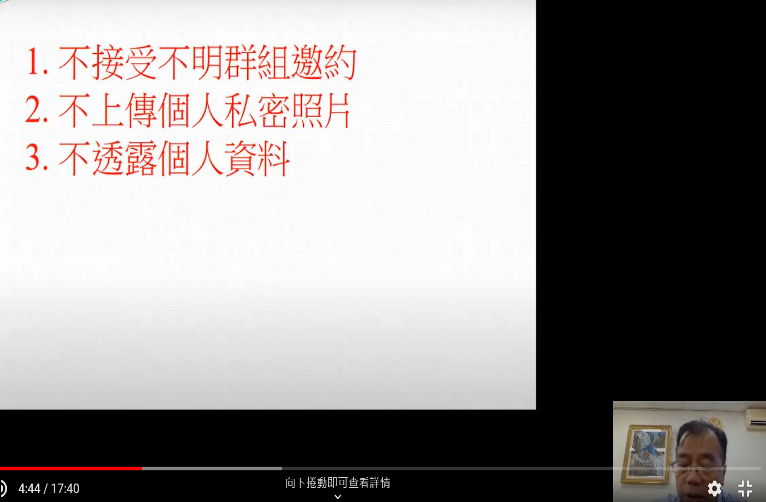 1. 不接受不明群組邀約
2. 不上傳個人私密照片
3. 不透露個人資料
4:44 / 17:40
向下捲動即可查看詳情